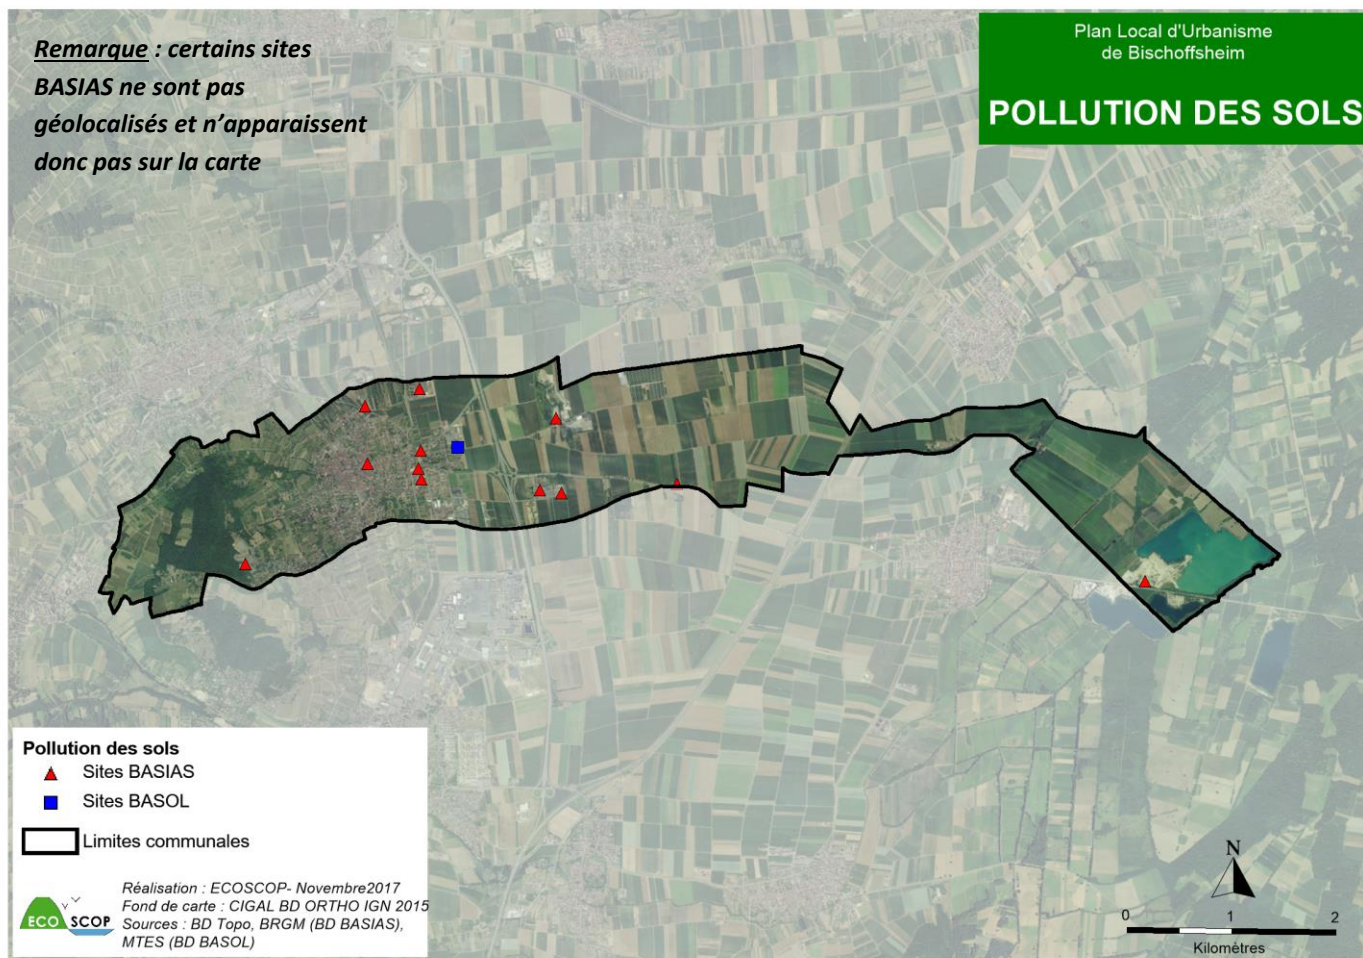 Remarque : certains sites
BASIAS ne sont pas
géolocalisés et n’apparaissent
donc pas sur la carte
Plan Local d'Urbanisme
de Bischoffsheim
POLLUTION DES SOLS
Pollution des sols
Sites BASIAS
Sites BASOL
Limites communales
ECO SCOP
Réalisation : ECOSCOP- Novembre2017
Fond de carte : CIGAL BD ORTHO IGN 2015
Sources : BD Topo, BRGM (BD BASIAS),
MTES (BD BASOL)
N
0 1 2
Kilomètres